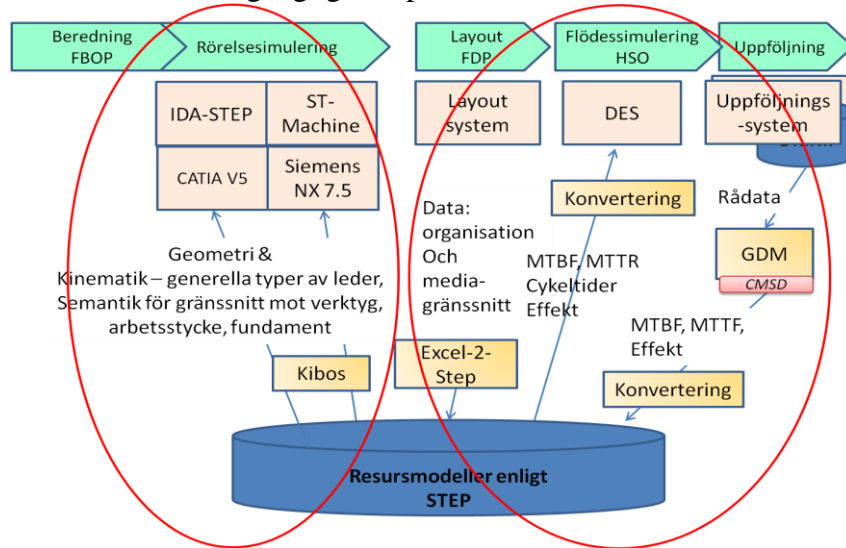 Beredning
FBOP
Rörelsesimulering
Layout
FDP
Flödessimulering
HSO
Uppföljning
IDA-STEP
ST-
Machine
CATIA V5
Siemens
NX 7.5
Layout
system
DES
Uppföljnings
-system
Geometri &
Kinematik – generella typer av leder,
Semantik för gränssnitt mot verktyg,
arbetsstycke, fundament
Kibos
Data:
organisation
Och
media-
gränssnitt
Excel-2-
Step
Konvertering
MTBF, MTTR
Cykeltider
Effekt
Rådata
GDM
CMSD
MTBF, MTTF,
Effekt
Konvertering
Resursmodeller enligt
STEP